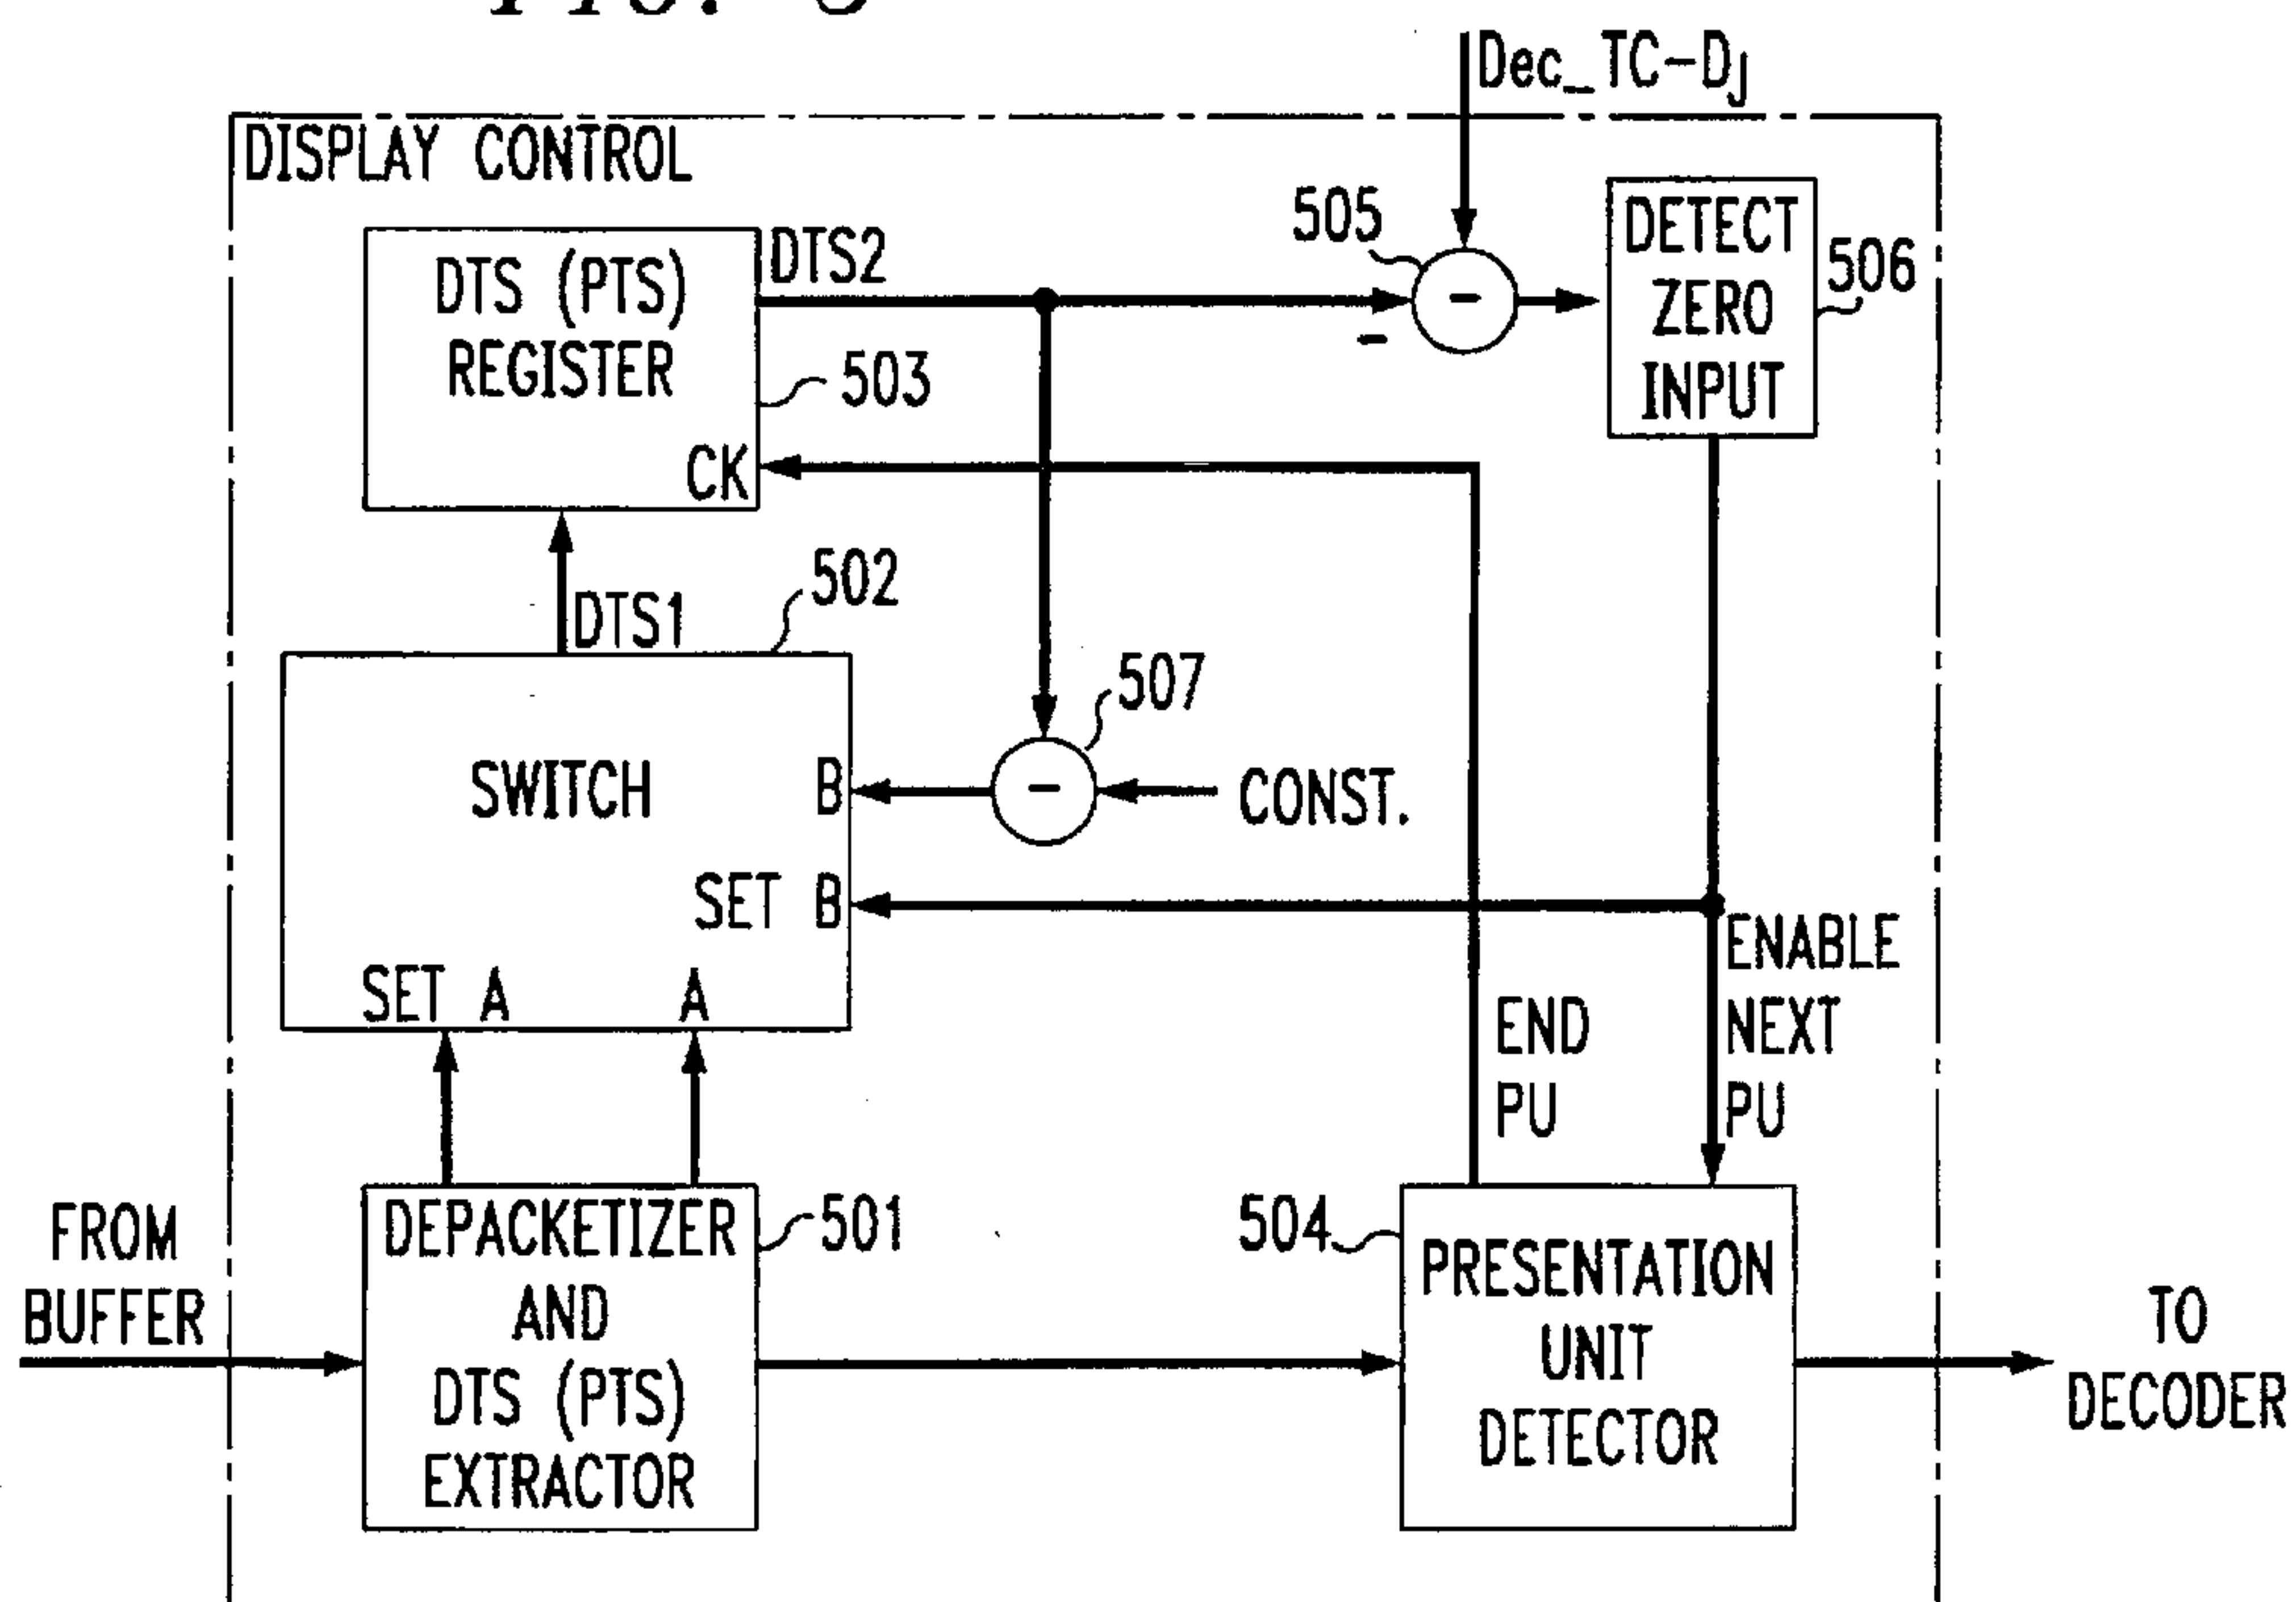 Dec_TC-DJ
DISPLAY CONTROL
DTS (PTS)
REGISTER
CK
DTS2
503
505
-
-
DETECT
ZERO
INPUT
506
DTS1
502
SWITCH
B
SET B
SET A
A
507
-
CONST.
END
PU
ENABLE
NEXT
PU
FROM
BUFFER
DEPACKETIZER
AND
DTS (PTS)
EXTRACTOR
501
504
PRESENTATION
UNIT
DETECTOR
TO
DECODER